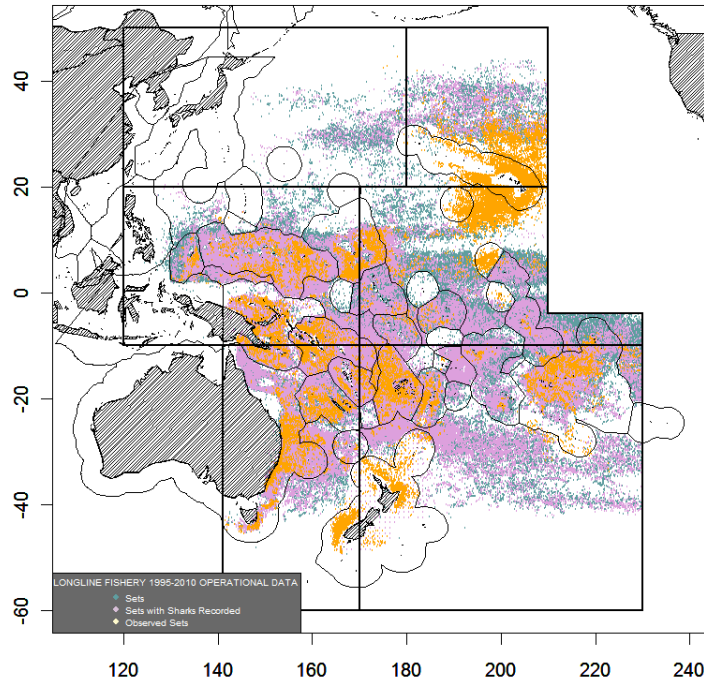 40
20
0
-20
-40
-60
LONGLINE FISHERY 1995-2010 OPERATIONAL DATA
Sets
Sets with Sharks Recorded
Observed Sets
120 140 160 180 200 220 240